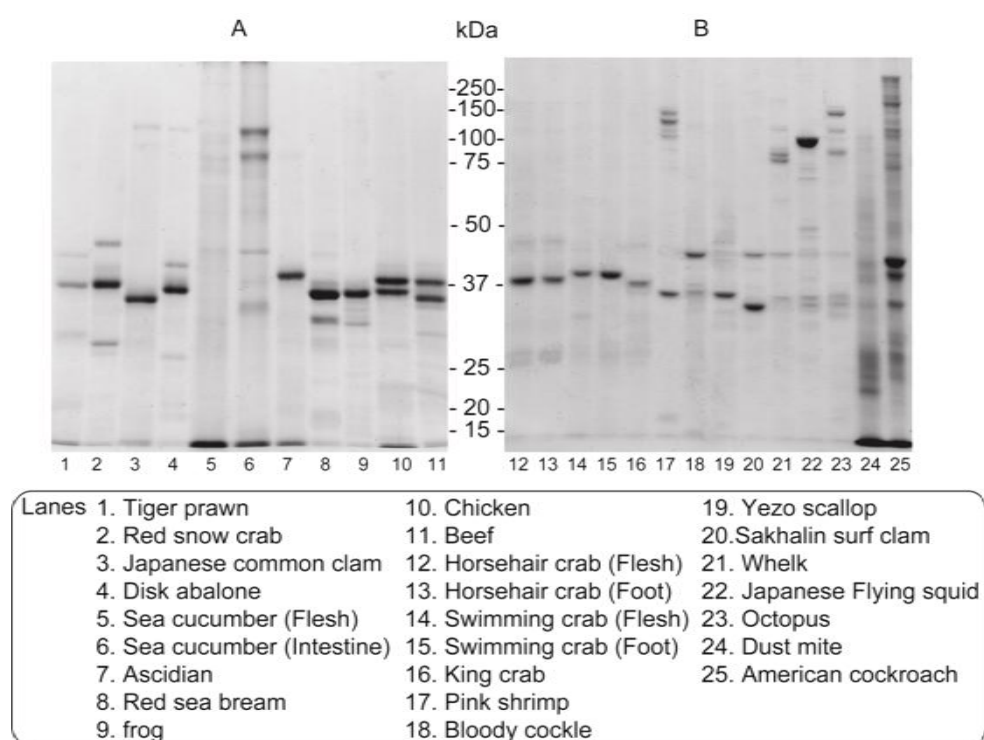 A kDa B
-250-
-150-
-100-
- 75 -
- 50 -
- 37 -
- 25 -
- 20 -
- 15 -
1 2 3 4 5 6 7 8 9 10 11 12 13 14 15 16 17 18 19 20 21 22 23 24 25
Lanes 1. Tiger prawn
2. Red snow crab
3. Japanese common clam
4. Disk abalone
5. Sea cucumber (Flesh)
6. Sea cucumber (Intestine)
7. Ascidian
8. Red sea bream
9. frog
10. Chicken
11. Beef
12. Horsehair crab (Flesh)
13. Horsehair crab (Foot)
14. Swimming crab (Flesh)
15. Swimming crab (Foot)
16. King crab
17. Pink shrimp
18. Bloody cockle
19. Yezo scallop
20.Sakhalin surf clam
21. Whelk
22. Japanese Flying squid
23. Octopus
24. Dust mite
25. American cockroach